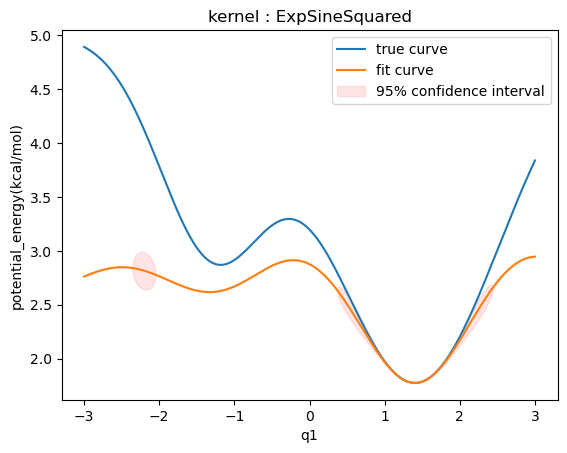 kernel : ExpSineSquared
true curve
fit curve
95% confidence interval
potential_energy(kcal/mol)
5.0
4.5
4.0
3.5
3.0
2.5
2.0
−3 −2 −1 0 1 2 3
q1